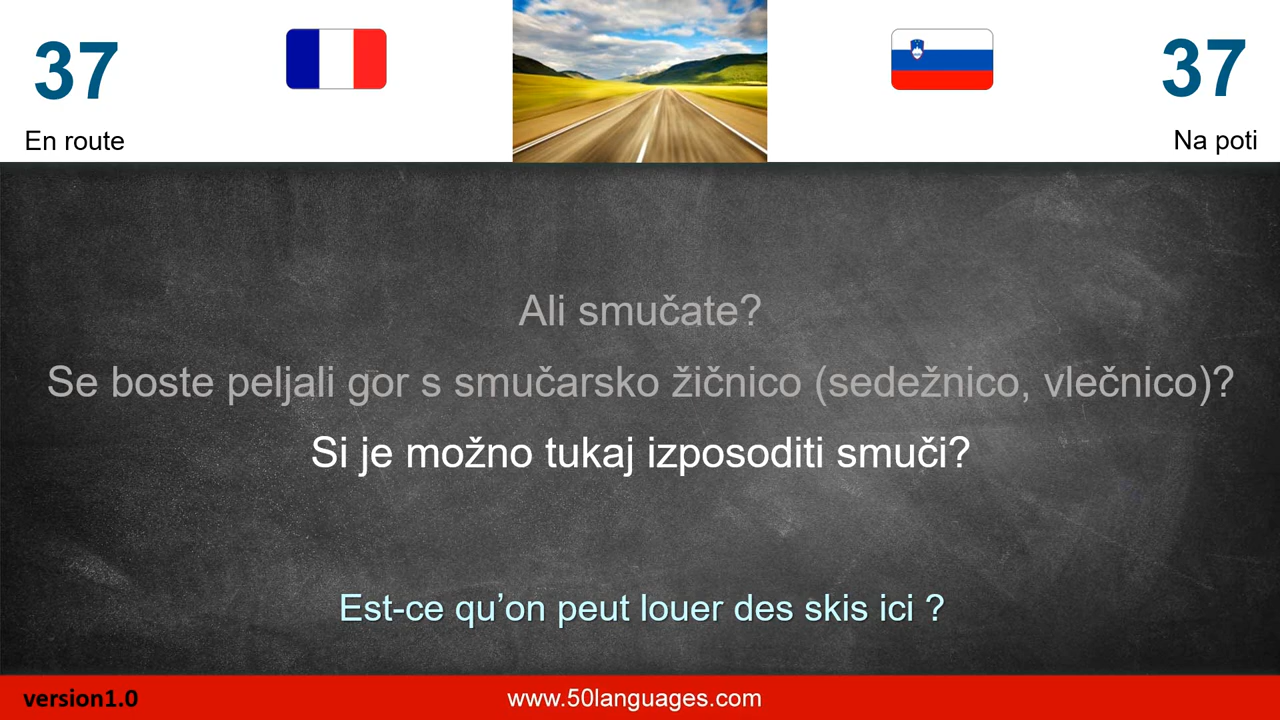 37
37
En route
Na poti
Ali smučate?
Se boste peljali gor s smučarsko žičnico (sedežnico, vlečnico)?
Si je možno tukaj izposoditi smuči?
Est-ce qu’on peut louer des skis ici ?
version1.0
www.50languages.com